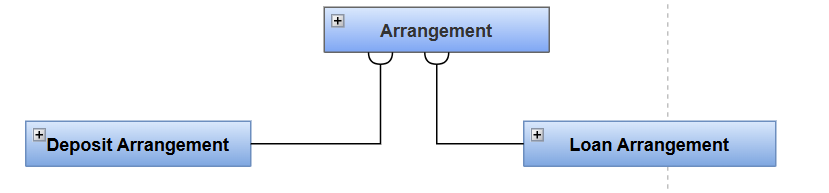 Arrangement
Deposit Arrangement
Loan Arrangement